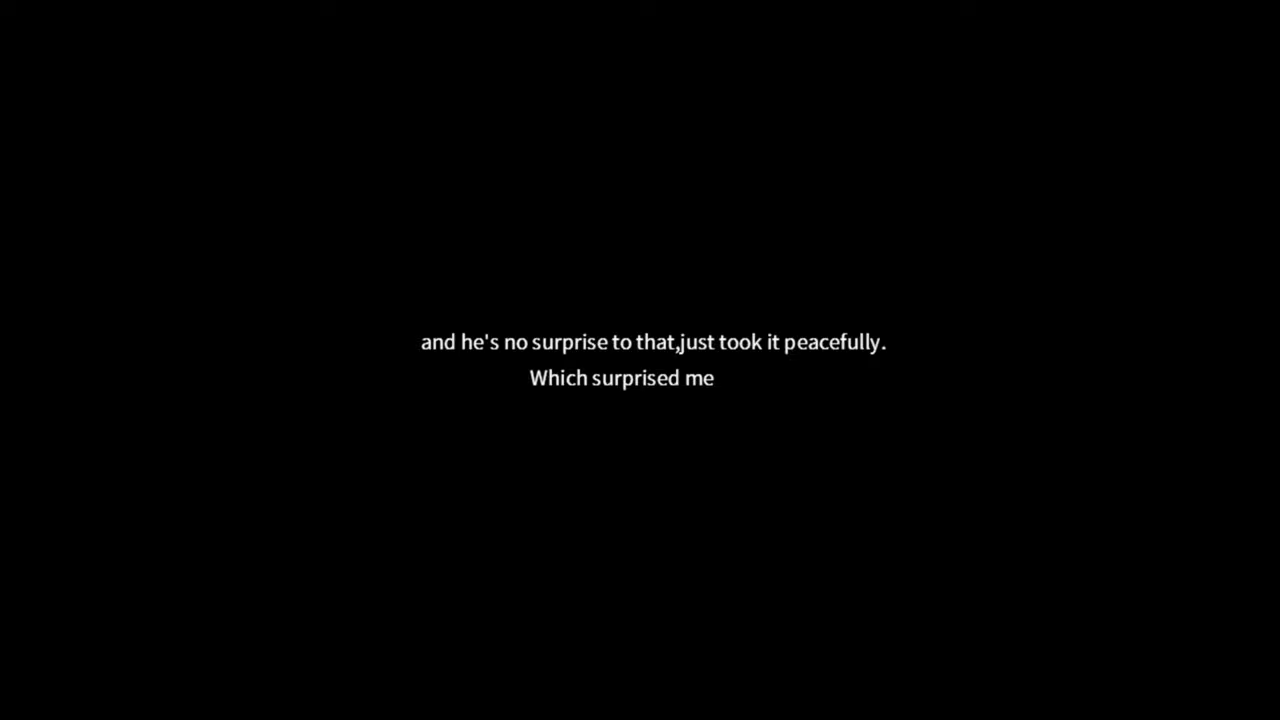 and he's no surprise to that,just took it peacefully.
Which surprised me